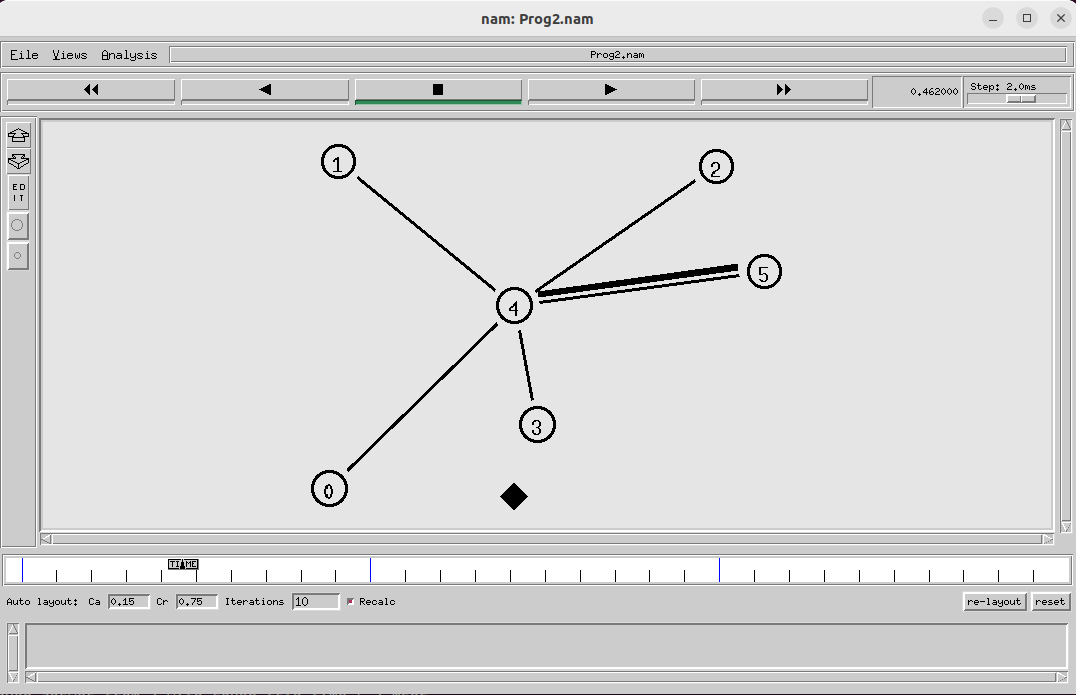 nam: Prog2.nam
File Views Analysis Prog2.nam
0.462000 Step: 2.0ms
ED
IT
1
2
5
4
3
0
TIME
Auto layout: Ca 0.15 Cr 0.75 Iterations 10 Recalc re-layout reset